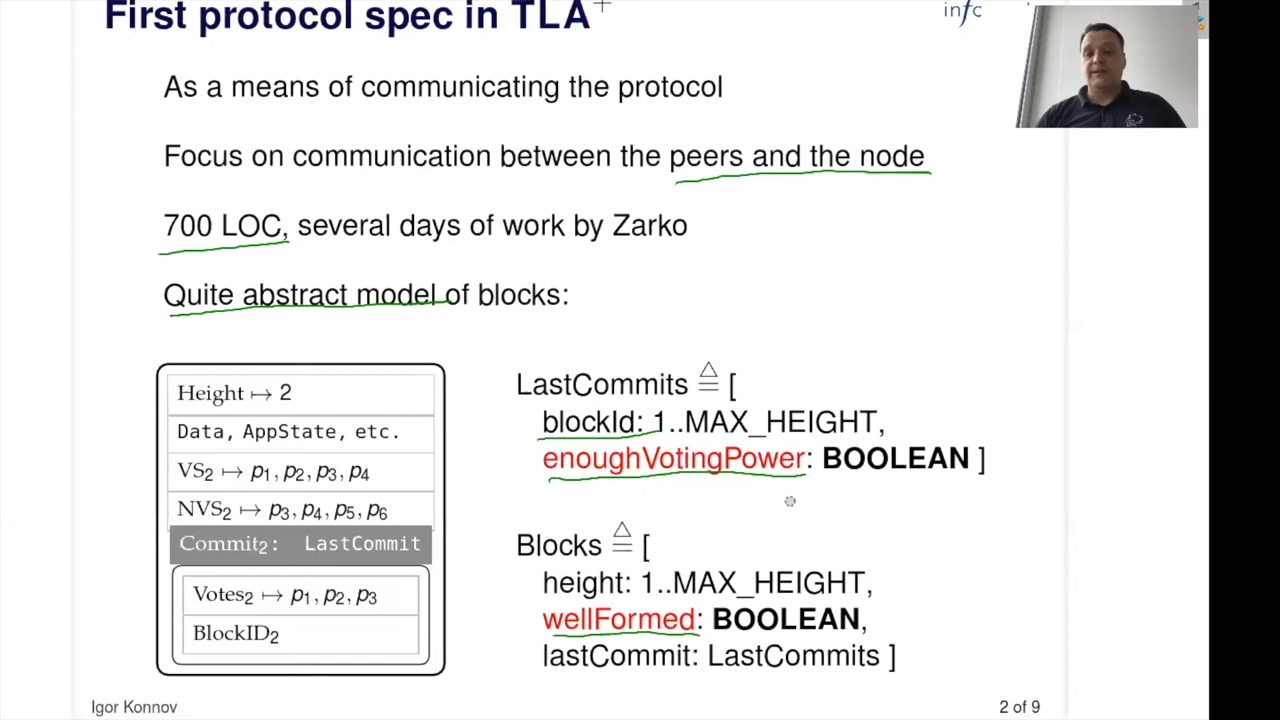 First protocol spec in TLA+
As a means of communicating the protocol
Focus on communication between the peers and the node
700 LOC, several days of work by Zarko
Quite abstract model of blocks:
Height ↦ 2
Data, AppState, etc.
VS₂ ↦ p₁, p₂, p₃, p₄
NVS₂ ↦ p₃, p₄, p₅, p₆
Commit₂: LastCommit
Votes₂ ↦ p₁, p₂, p₃
BlockID₂
LastCommits ≜ [
blockId: 1..MAX_HEIGHT,
enoughVotingPower: BOOLEAN ]
Blocks ≜ [
height: 1..MAX_HEIGHT,
wellFormed: BOOLEAN,
lastCommit: LastCommits ]
Igor Konnov
2 of 9